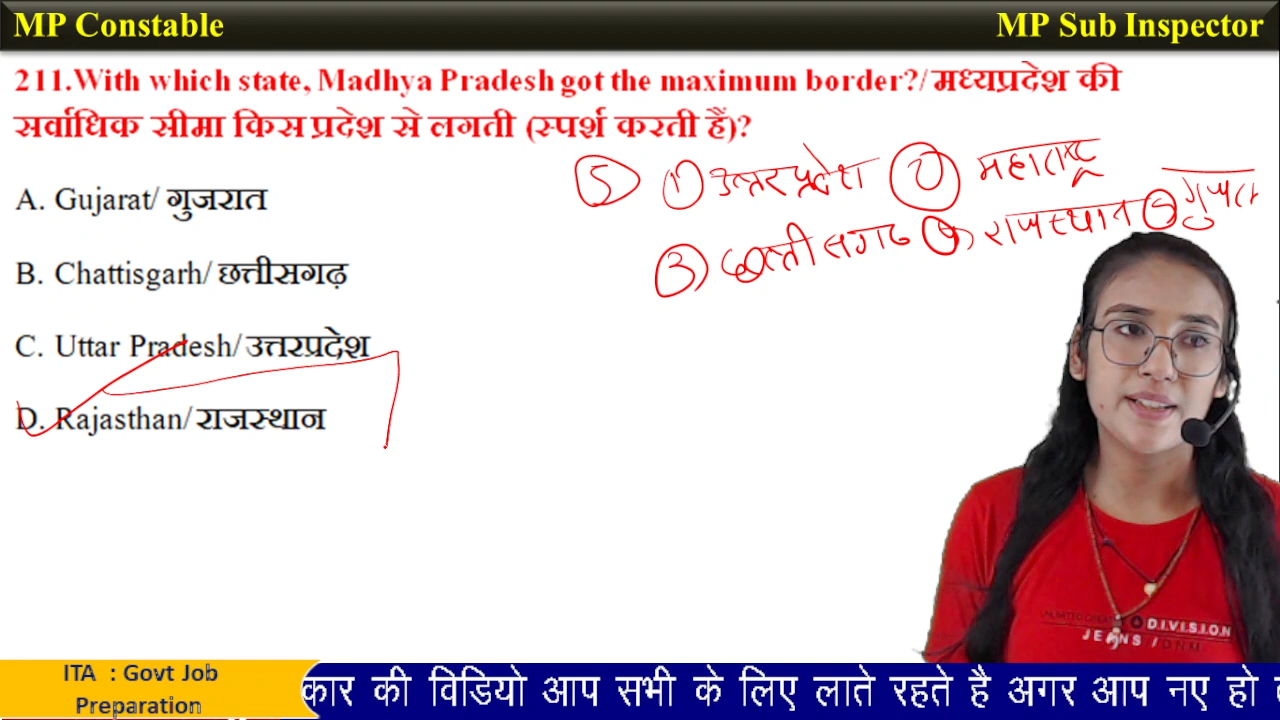 MP Constable
MP Sub Inspector
211.With which state, Madhya Pradesh got the maximum border?/ मध्यप्रदेश की
सर्वाधिक सीमा किस प्रदेश से लगती (स्पर्श करती हैं)?
5 1 उत्तरप्रदेश 2 महाराष्ट्र
3 छत्तीसगढ 4 राजस्थान 5
A. Gujarat/ गुजरात
B. Chattisgarh/ छत्तीसगढ़
C. Uttar Pradesh/ उत्तरप्रदेश
D. Rajasthan/ राजस्थान
DIVISION
JEANS /
ITA : Govt Job
Preparation
कार की विडियो आप सभी के लिए लाते रहते है अगर आप नए हो